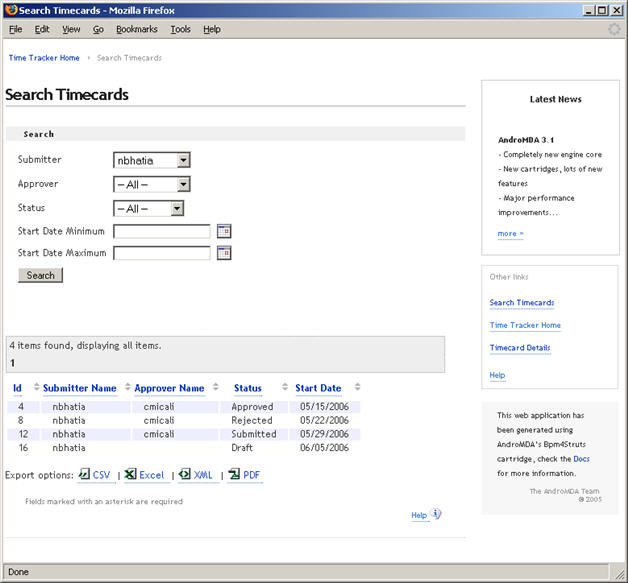 Search Timecards - Mozilla Firefox
File Edit View Go Bookmarks Tools Help
Time Tracker Home › Search Timecards
Search Timecards
Search
Submitter nbhatia
Approver -- All --
Status -- All --
Start Date Minimum
Start Date Maximum
Search
4 items found, displaying all items.
1
Id Submitter Name Approver Name Status Start Date
4 nbhatia cmicali Approved 05/15/2006
8 nbhatia cmicali Rejected 05/22/2006
12 nbhatia cmicali Submitted 05/29/2006
16 nbhatia Draft 06/05/2006
Export options: CSV | Excel | XML | PDF
Fields marked with an asterisk are required
Help
Latest News
AndroMDA 3.1
- Completely new engine core
- New cartridges, lots of new
features
- Major performance
improvements...
more »
Other links
Search Timecards
Time Tracker Home
Timecard Details
Help
This web application has
been generated using
AndroMDA's Bpm4Struts
cartridge, check the Docs
for more information.
The AndroMDA Team
© 2005
Done